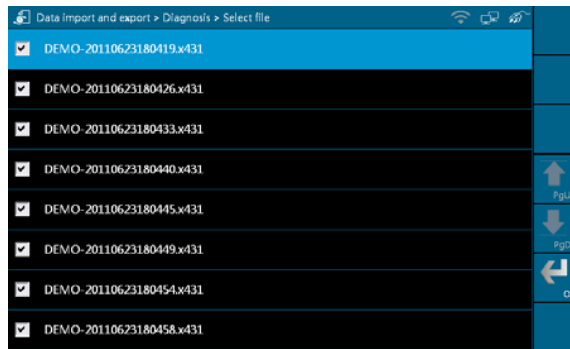 Data import and export > Diagnosis > Select file
DEMO-20110623180419.x431
DEMO-20110623180426.x431
DEMO-20110623180433.x431
DEMO-20110623180440.x431
DEMO-20110623180445.x431
DEMO-20110623180449.x431
DEMO-20110623180454.x431
DEMO-20110623180458.x431